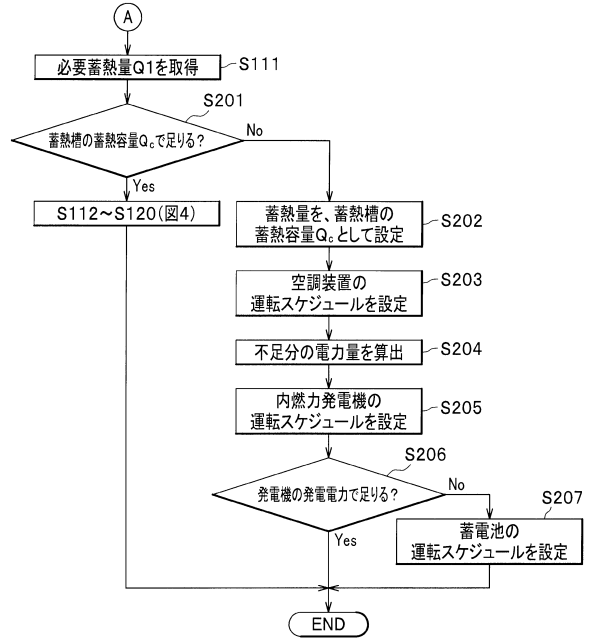 A
必要蓄熱量Q1を取得
S111
S201
蓄熱槽の蓄熱容量Qcで足りる?
No
Yes
S112～S120(図4)
蓄熱量を、蓄熱槽の
蓄熱容量Qcとして設定
S202
空調装置の
運転スケジュールを設定
S203
不足分の電力量を算出
S204
内燃力発電機の
運転スケジュールを設定
S205
S206
発電機の発電電力で足りる?
No
Yes
S207
蓄電池の
運転スケジュールを設定
END